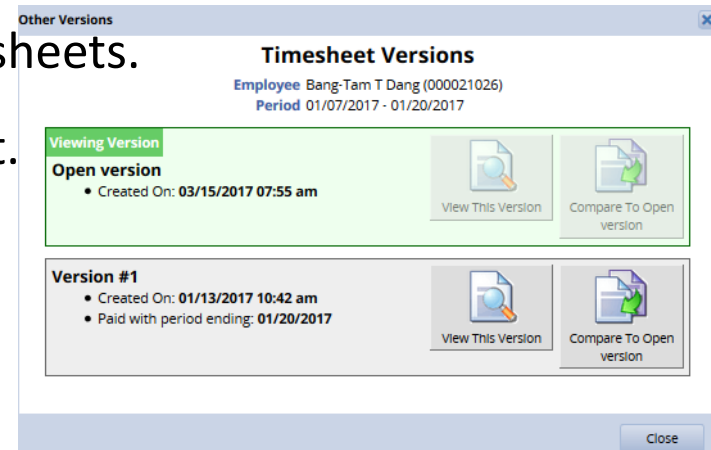 Other Versions
sheets.
Timesheet Versions
Employee Bang-Tam T Dang (000021026)
Period 01/07/2017 - 01/20/2017
t.
Viewing Version
Open version
• Created On: 03/15/2017 07:55 am
View This Version
Compare To Open
version
Version #1
• Created On: 01/13/2017 10:42 am
• Paid with period ending: 01/20/2017
View This Version
Compare To Open
version
Close